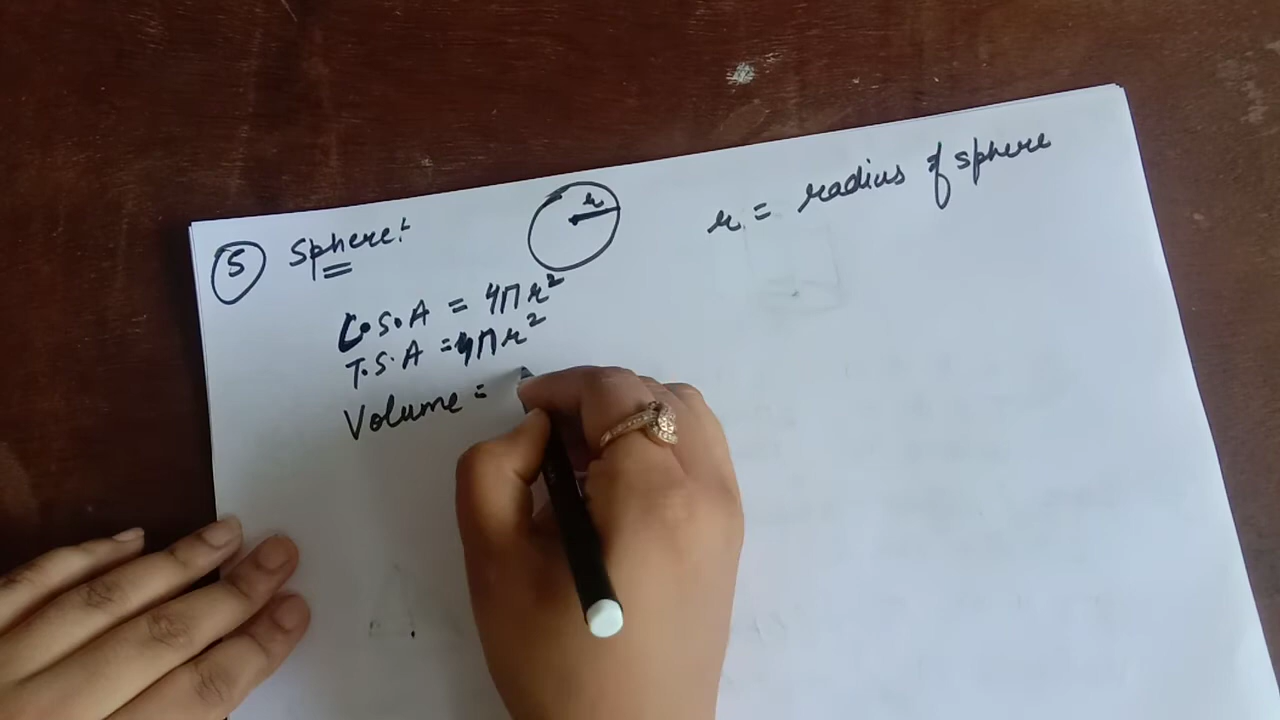 5 Sphere:
r
r = radius of sphere
C.S.A = 4πr²
T.S.A = 4πr²
Volume =